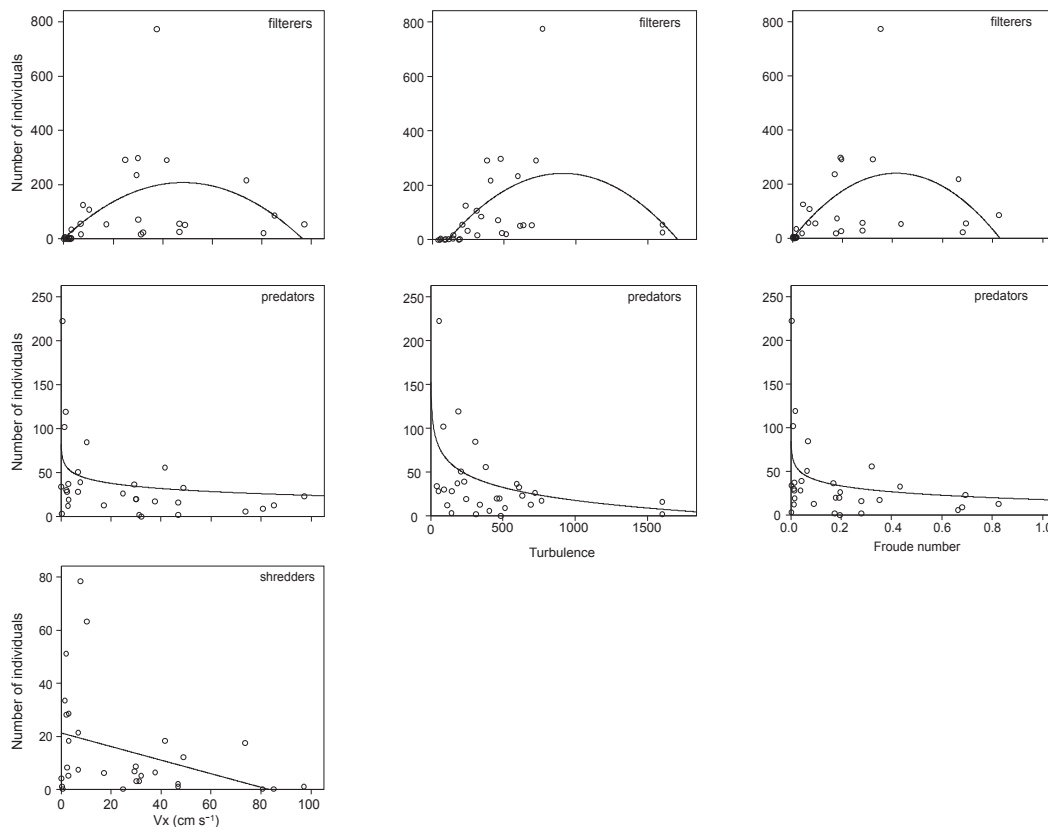 filterers
filterers
filterers
800
600
400
200
0
800
600
400
200
0
800
600
400
200
0
Number of individuals
predators
predators
predators
250
200
150
100
50
0
250
200
150
100
50
0
250
200
150
100
50
0
Number of individuals
0 500 1000 1500
Turbulence
0.0 0.2 0.4 0.6 0.8 1.0
Froude number
shredders
80
60
40
20
0
Number of individuals
0 20 40 60 80 100
Vx (cm s⁻¹)